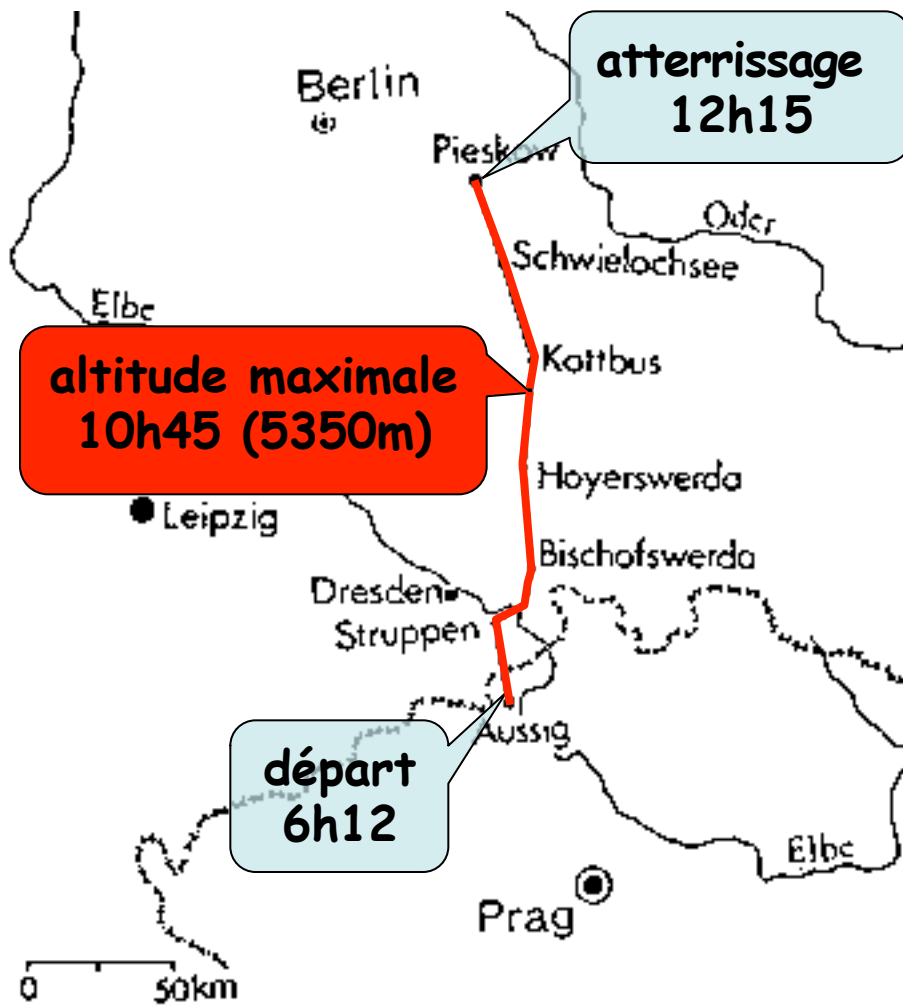 atterrissage
12h15
Berlin
Pieskow
Oder
Schwielochsee
Elbe
Kottbus
altitude maximale
10h45 (5350m)
Hoyerswerda
Leipzig
Bischofswerda
Dresden
Struppen
Aussig
départ
6h12
Elbe
Prag
0 50km